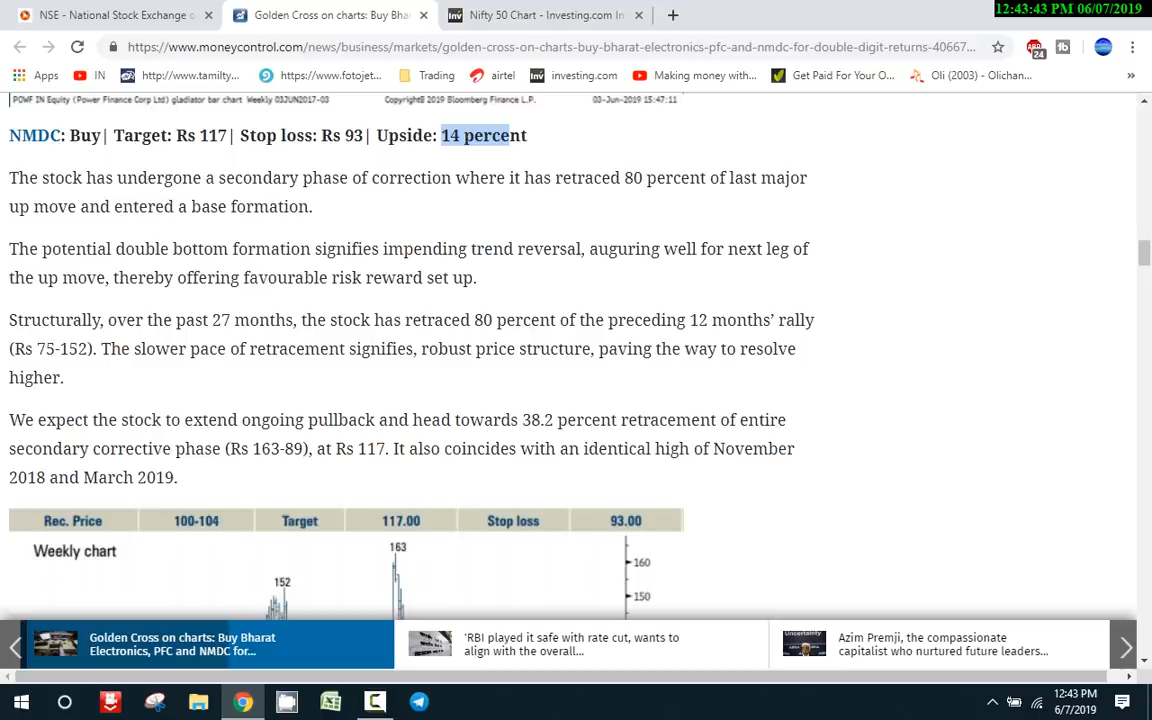 NSE - National Stock Exchange o
Golden Cross on charts: Buy Bhar
Nifty 50 Chart - Investing.com In
12:43:43 PM 06/07/2019
https://www.moneycontrol.com/news/business/markets/golden-cross-on-charts-buy-bharat-electronics-pfc-and-nmdc-for-double-digit-returns-40667...
24
Apps
IN
http://www.tamilty...
https://www.fotojet...
Trading
airtel
investing.com
Making money with...
Get Paid For Your O...
Oli (2003) - Olichan...
POWF IN Equity (Power Finance Corp Ltd) gladiator bar chart Weekly 03JUN2017-03
Copyright© 2019 Bloomberg Finance L.P.
03-Jun-2019 15:47:11
NMDC: Buy| Target: Rs 117| Stop loss: Rs 93| Upside: 14 percent
The stock has undergone a secondary phase of correction where it has retraced 80 percent of last major
up move and entered a base formation.
The potential double bottom formation signifies impending trend reversal, auguring well for next leg of
the up move, thereby offering favourable risk reward set up.
Structurally, over the past 27 months, the stock has retraced 80 percent of the preceding 12 months’ rally
(Rs 75-152). The slower pace of retracement signifies, robust price structure, paving the way to resolve
higher.
We expect the stock to extend ongoing pullback and head towards 38.2 percent retracement of entire
secondary corrective phase (Rs 163-89), at Rs 117. It also coincides with an identical high of November
2018 and March 2019.
Rec. Price 100-104 Target 117.00 Stop loss 93.00
Weekly chart
163
160
152
150
Golden Cross on charts: Buy Bharat
Electronics, PFC and NMDC for...
'RBI played it safe with rate cut, wants to
align with the overall...
Uncertainty
Azim Premji, the compassionate
capitalist who nurtured future leaders...
12:43 PM
6/7/2019